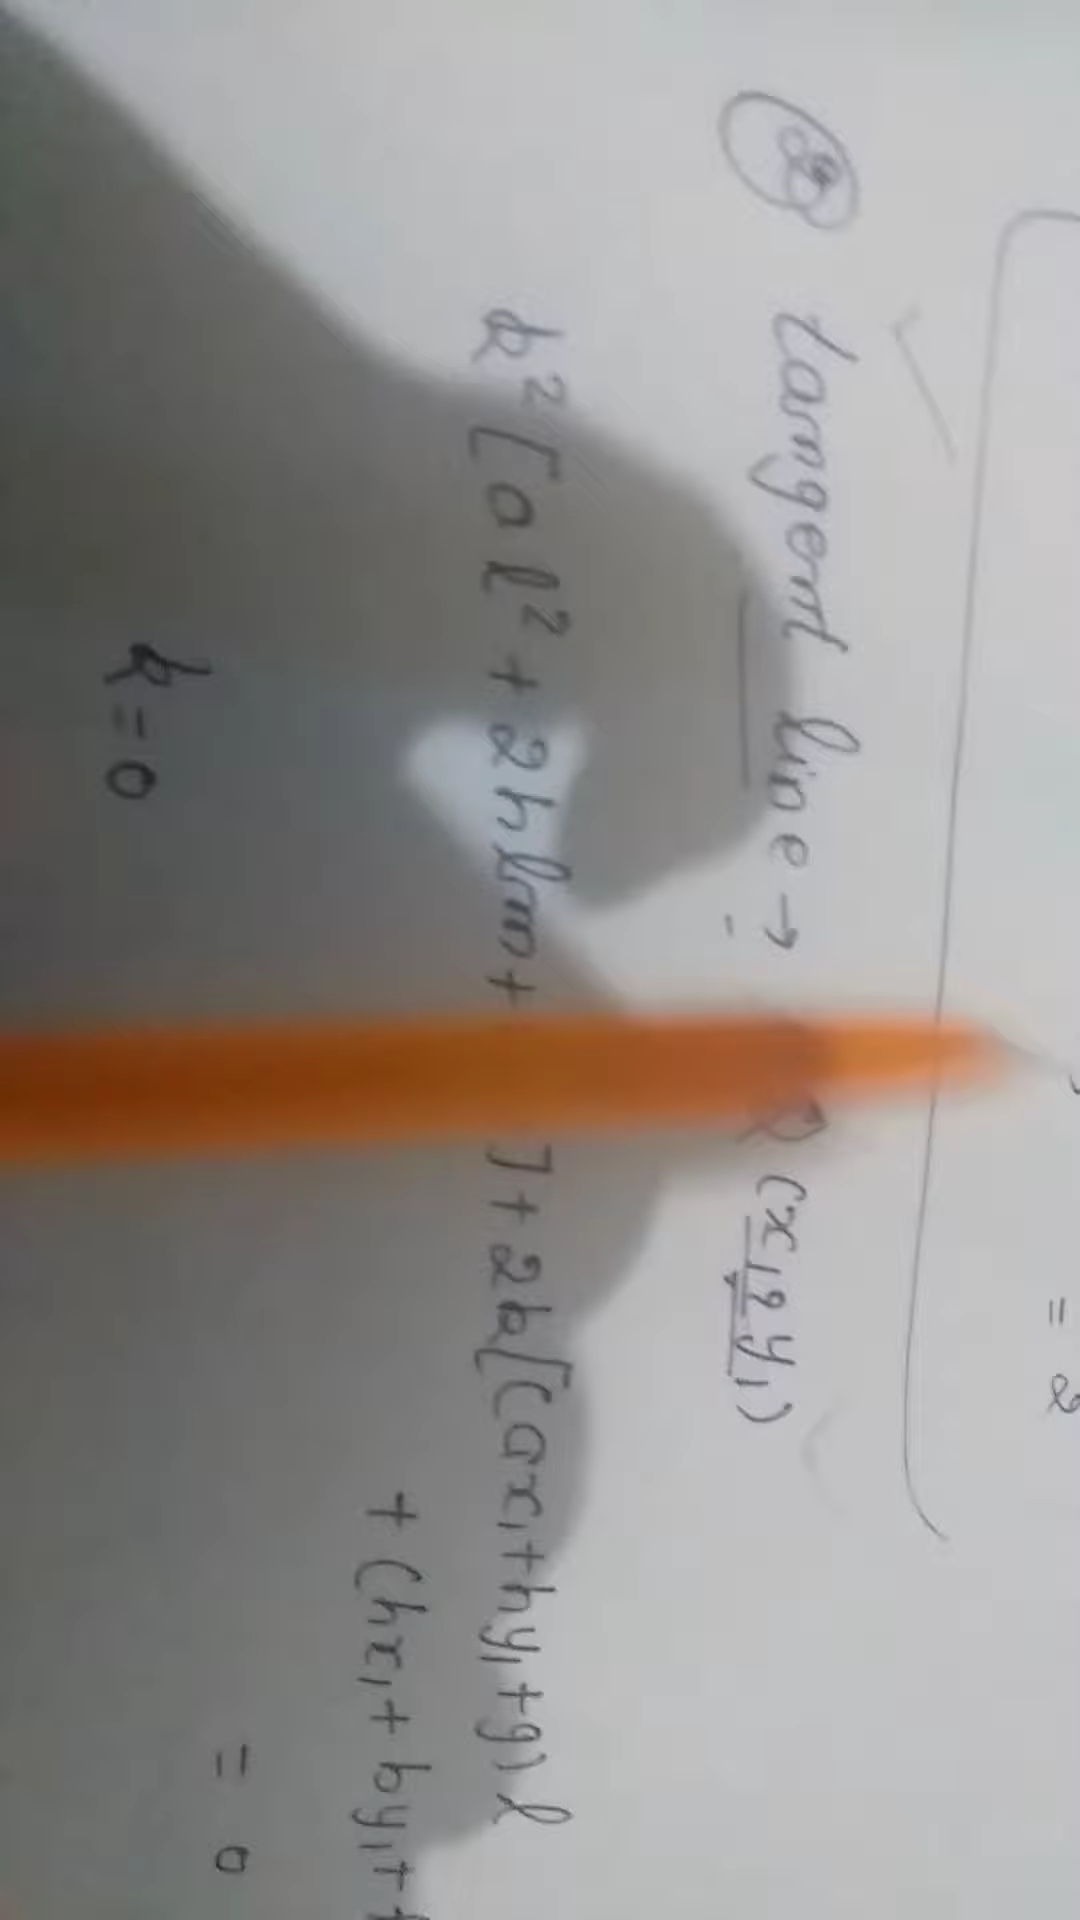 = 2
Tangent line → (x₁, y₁)
k² [al² + 2hlm + ] + 2k[(ax₁ + hy₁ + g) l
+ (hx₁ + by₁ +
= 0
k = 0